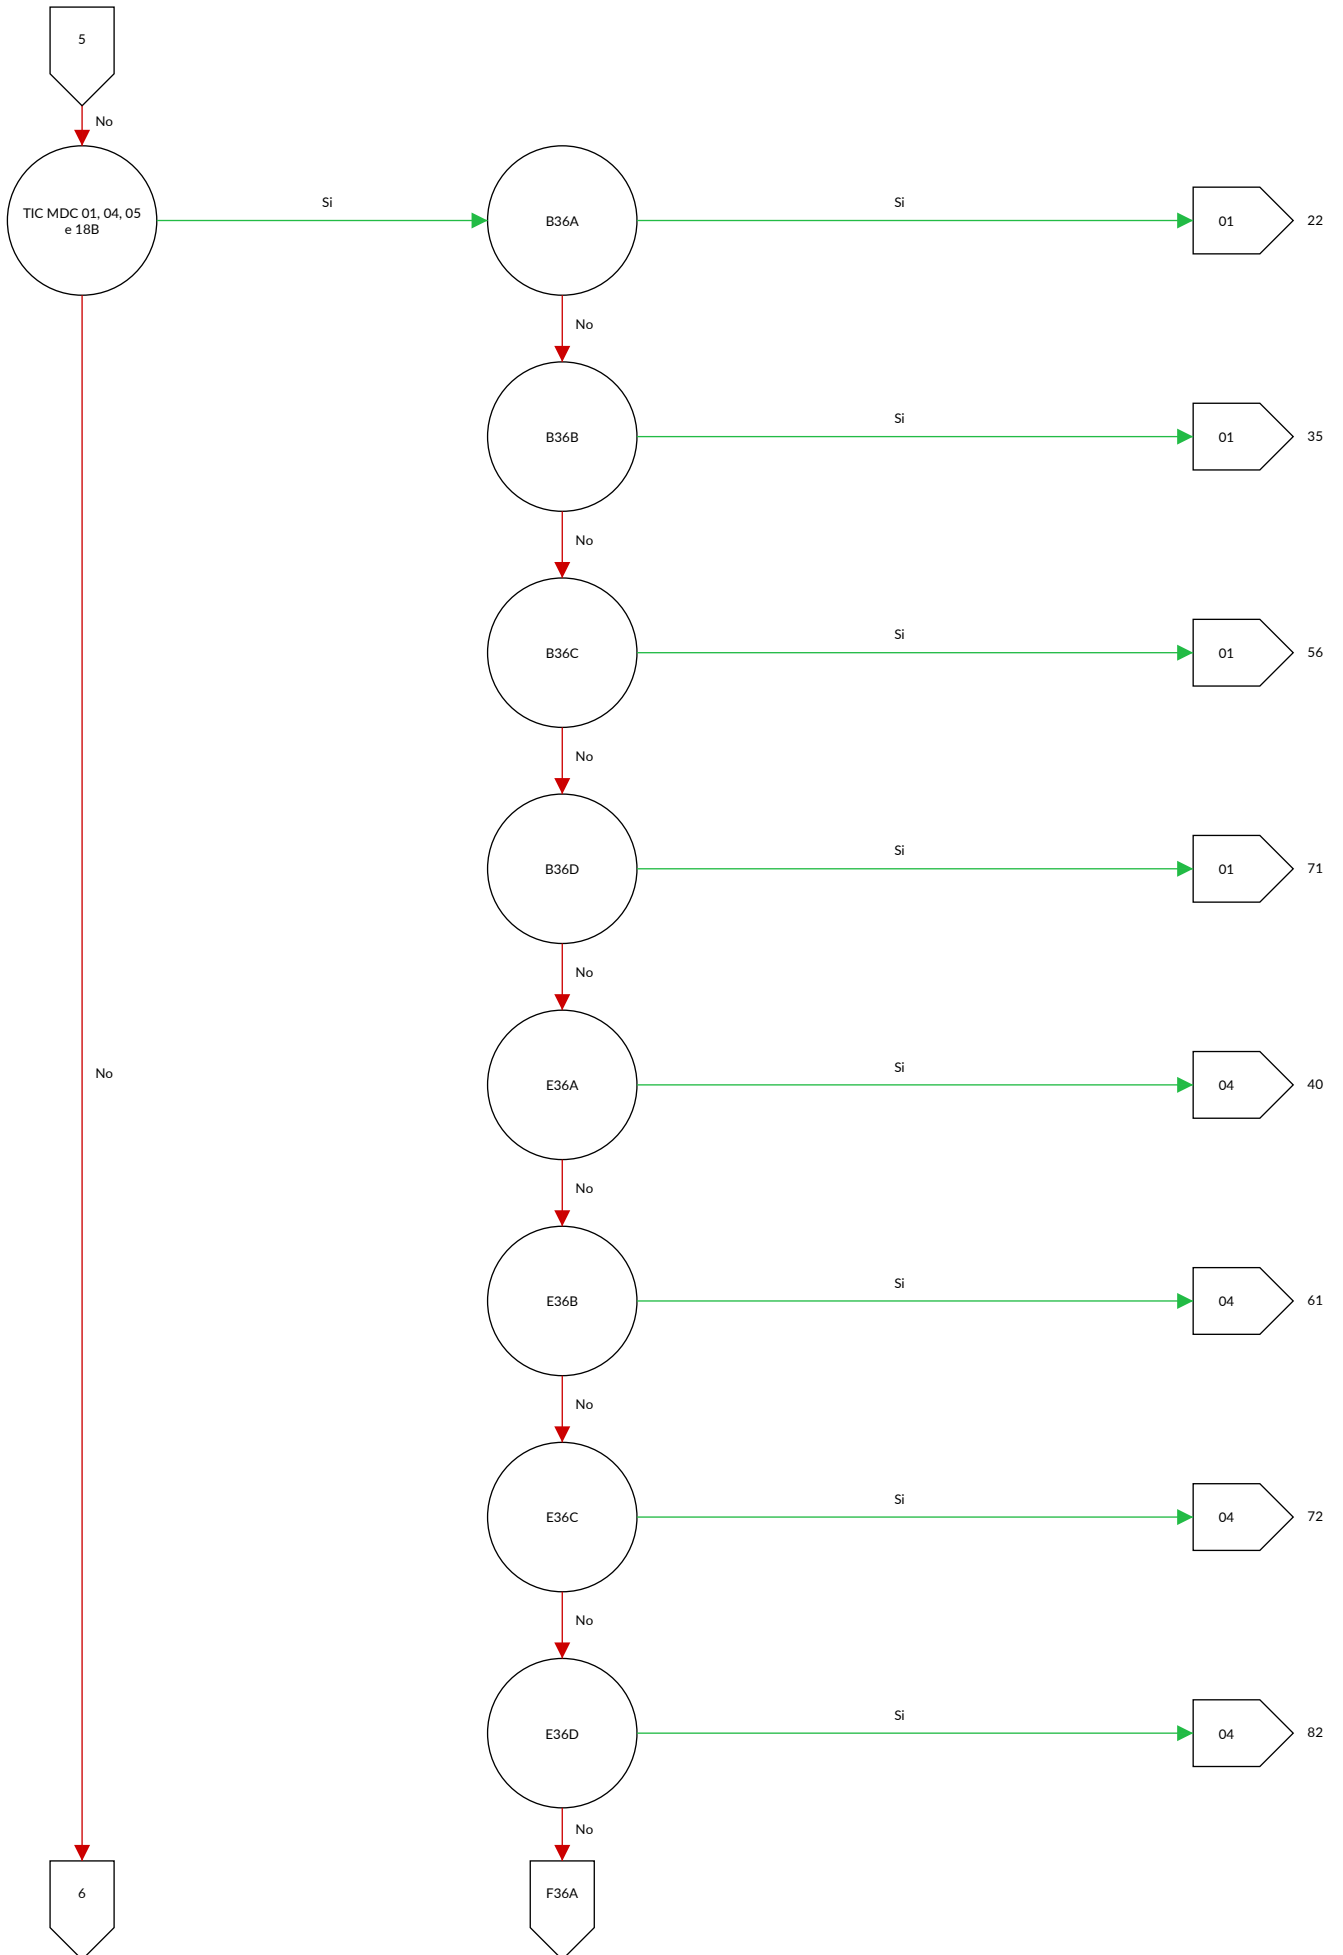 5
No
TIC MDC 01, 04, 05
e 18B
Si
B36A
Si
01
22
No
B36B
Si
01
35
No
B36C
Si
01
56
No
B36D
Si
01
71
No
E36A
Si
04
40
No
No
E36B
Si
04
61
No
E36C
Si
04
72
No
E36D
Si
04
82
No
6
F36A